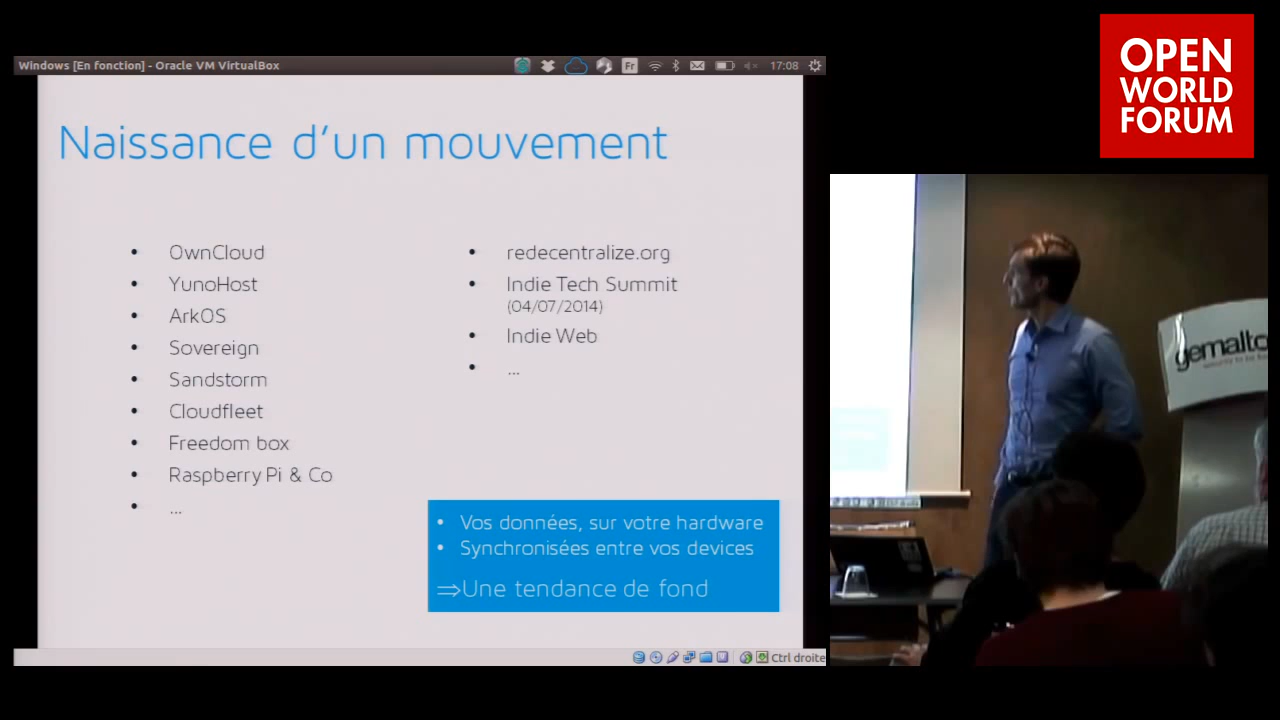 Windows [En fonction] - Oracle VM VirtualBox
Fr
17:08
OPEN
WORLD
FORUM
Naissance d'un mouvement
• OwnCloud
• YunoHost
• ArkOS
• Sovereign
• Sandstorm
• Cloudfleet
• Freedom box
• Raspberry Pi & Co
• ...
• redecentralize.org
• Indie Tech Summit
(04/07/2014)
• Indie Web
• ...
• Vos données, sur votre hardware
• Synchronisées entre vos devices
⇒Une tendance de fond
Ctrl droite
gemalto